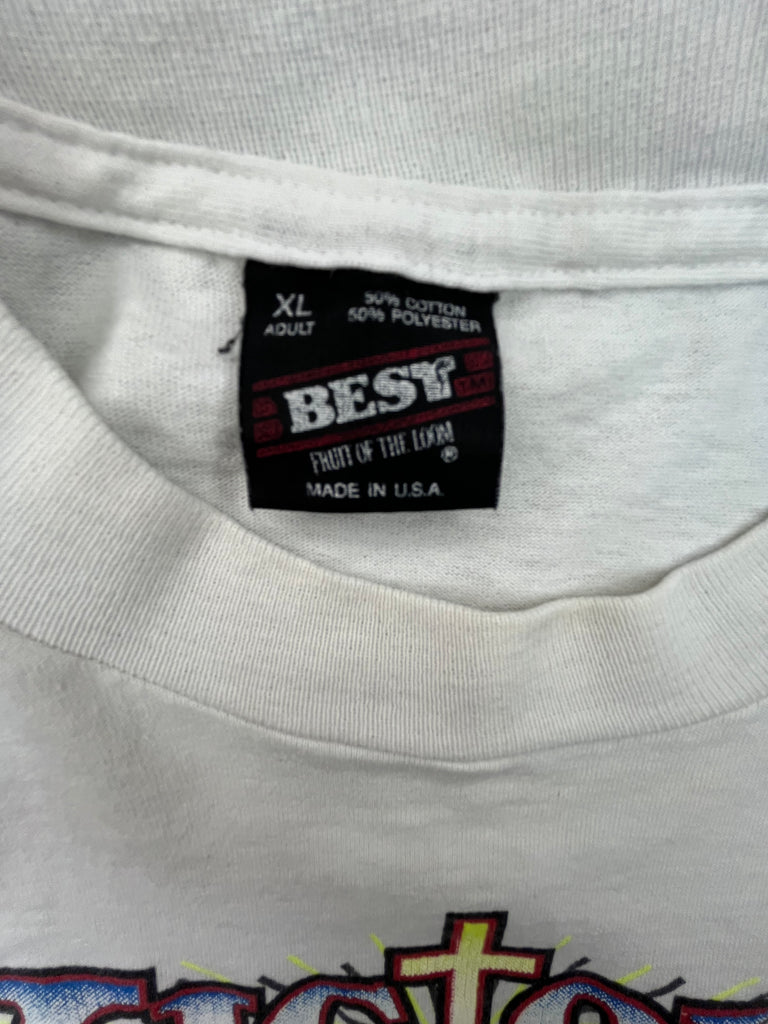 XL
ADULT
50% COTTON
50% POLYESTER
BEST
FRUIT OF THE LOOM
®
MADE IN U.S.A.